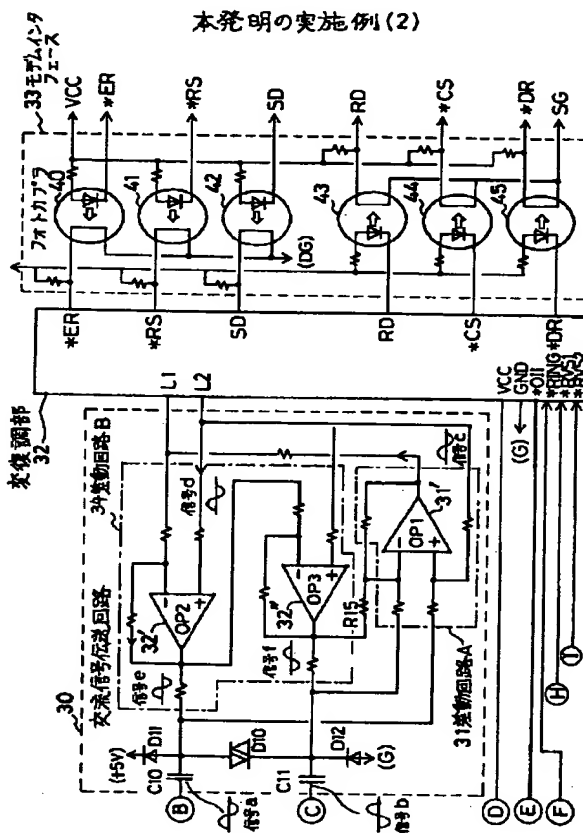 本発明の実施例(2)
33モデムインタ
フェース
フォトカプラ
VCC
40
*ER
41
*RS
42
SD
43
RD
44
*CS
45
*DR
SG
(DG)
*ER
*RS
SD
RD
*CS
*DR
変復調部
32
L1
L2
VCC
GND
(G)
*OH
*RING
*RVS1
30
交流信号伝送回路
34差動回路B
信号d
信号e
OP2
32'
信号f
OP3
32"
R15
信号c
OP1
31'
31差動回路A
(+5V)
D11
C10
D10
C11
D12
(G)
B
信号a
C
信号b
D
E
F
H
I